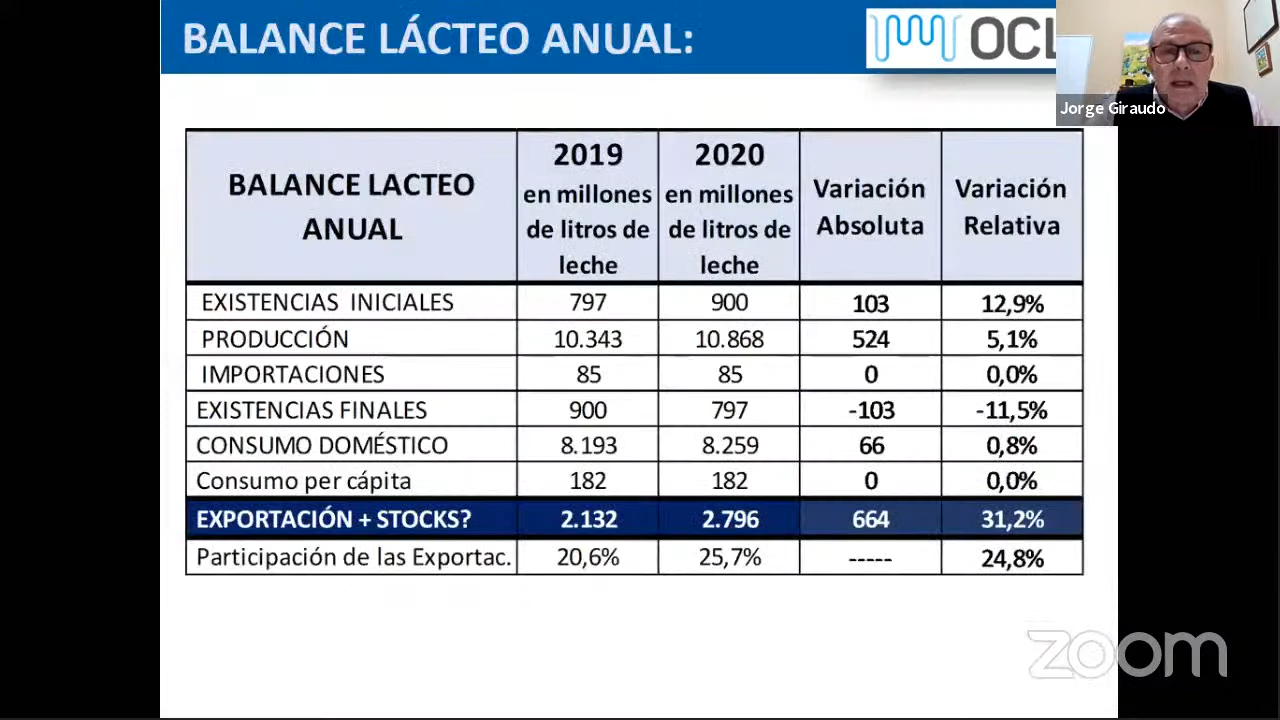 BALANCE LÁCTEO ANUAL:
OCL
Jorge Giraudo
BALANCE LACTEO ANUAL
2019 en millones de litros de leche
2020 en millones de litros de leche
Variación Absoluta
Variación Relativa
EXISTENCIAS INICIALES 797 900 103 12,9%
PRODUCCIÓN 10.343 10.868 524 5,1%
IMPORTACIONES 85 85 0 0,0%
EXISTENCIAS FINALES 900 797 -103 -11,5%
CONSUMO DOMÉSTICO 8.193 8.259 66 0,8%
Consumo per cápita 182 182 0 0,0%
EXPORTACIÓN + STOCKS? 2.132 2.796 664 31,2%
Participación de las Exportac. 20,6% 25,7% ----- 24,8%
zoom